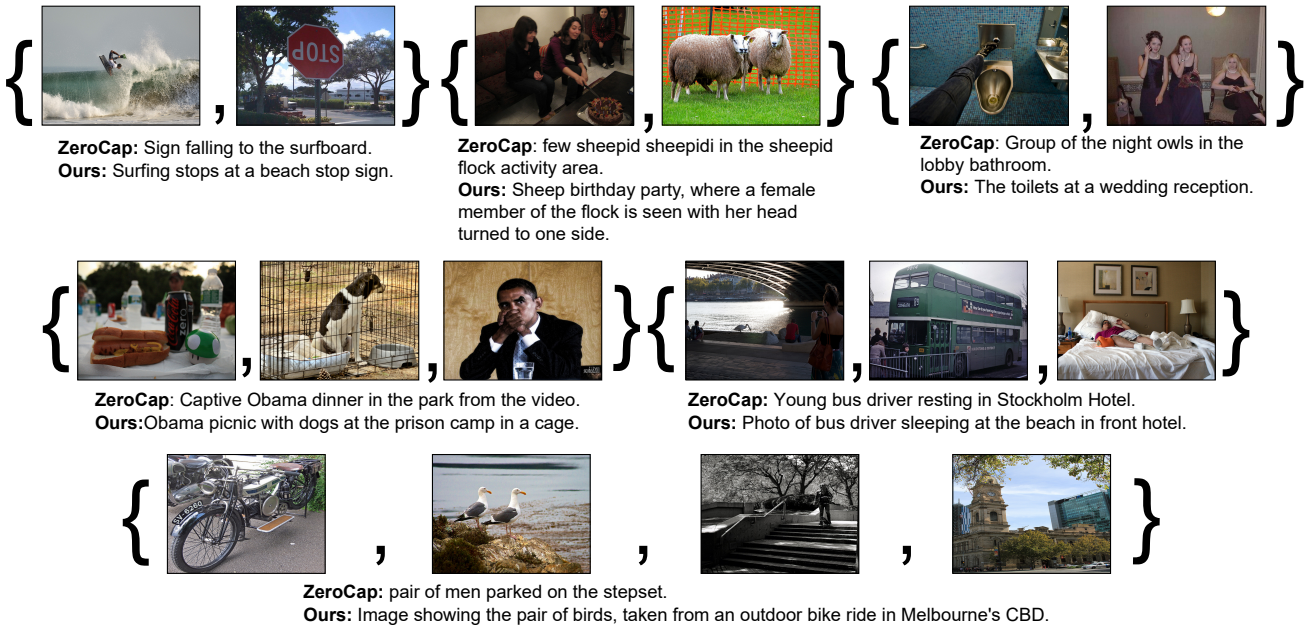 STOP
ZeroCap: Sign falling to the surfboard.
Ours: Surfing stops at a beach stop sign.
ZeroCap: few sheepid sheepidi in the sheepid
flock activity area.
Ours: Sheep birthday party, where a female
member of the flock is seen with her head
turned to one side.
ZeroCap: Group of the night owls in the
lobby bathroom.
Ours: The toilets at a wedding reception.
zero
ZeroCap: Captive Obama dinner in the park from the video.
Ours:Obama picnic with dogs at the prison camp in a cage.
ZeroCap: Young bus driver resting in Stockholm Hotel.
Ours: Photo of bus driver sleeping at the beach in front hotel.
ZeroCap: pair of men parked on the stepset.
Ours: Image showing the pair of birds, taken from an outdoor bike ride in Melbourne's CBD.